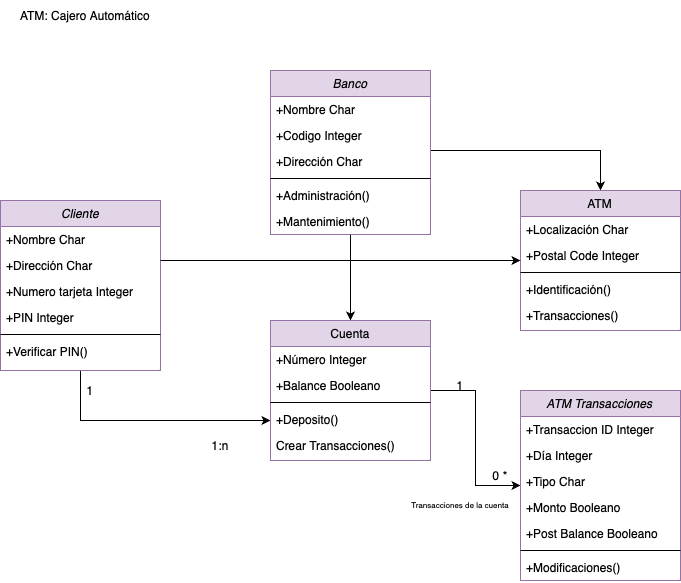 ATM: Cajero Automático
Banco
+Nombre Char
+Codigo Integer
+Dirección Char
+Administración()
+Mantenimiento()
Cliente
+Nombre Char
+Dirección Char
+Numero tarjeta Integer
+PIN Integer
+Verificar PIN()
ATM
+Localización Char
+Postal Code Integer
+Identificación()
+Transacciones()
Cuenta
+Número Integer
+Balance Booleano
+Deposito()
Crear Transacciones()
1
1:n
1
0 *
Transacciones de la cuenta
ATM Transacciones
+Transaccion ID Integer
+Día Integer
+Tipo Char
+Monto Booleano
+Post Balance Booleano
+Modificaciones()